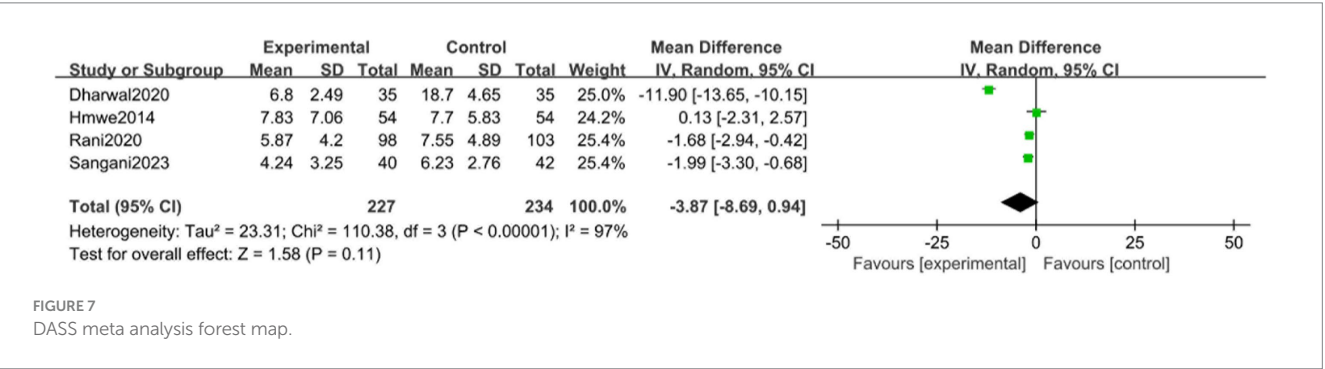 Experimental Control Mean Difference Mean Difference
Study or Subgroup Mean SD Total Mean SD Total Weight IV, Random, 95% CI IV, Random, 95% CI
Dharwal2020 6.8 2.49 35 18.7 4.65 35 25.0% -11.90 [-13.65, -10.15]
Hmwe2014 7.83 7.06 54 7.7 5.83 54 24.2% 0.13 [-2.31, 2.57]
Rani2020 5.87 4.2 98 7.55 4.89 103 25.4% -1.68 [-2.94, -0.42]
Sangani2023 4.24 3.25 40 6.23 2.76 42 25.4% -1.99 [-3.30, -0.68]
Total (95% CI) 227 234 100.0% -3.87 [-8.69, 0.94]
Heterogeneity: Tau² = 23.31; Chi² = 110.38, df = 3 (P < 0.00001); I² = 97%
Test for overall effect: Z = 1.58 (P = 0.11)
-50 -25 0 25 50
Favours [experimental] Favours [control]
FIGURE 7
DASS meta analysis forest map.